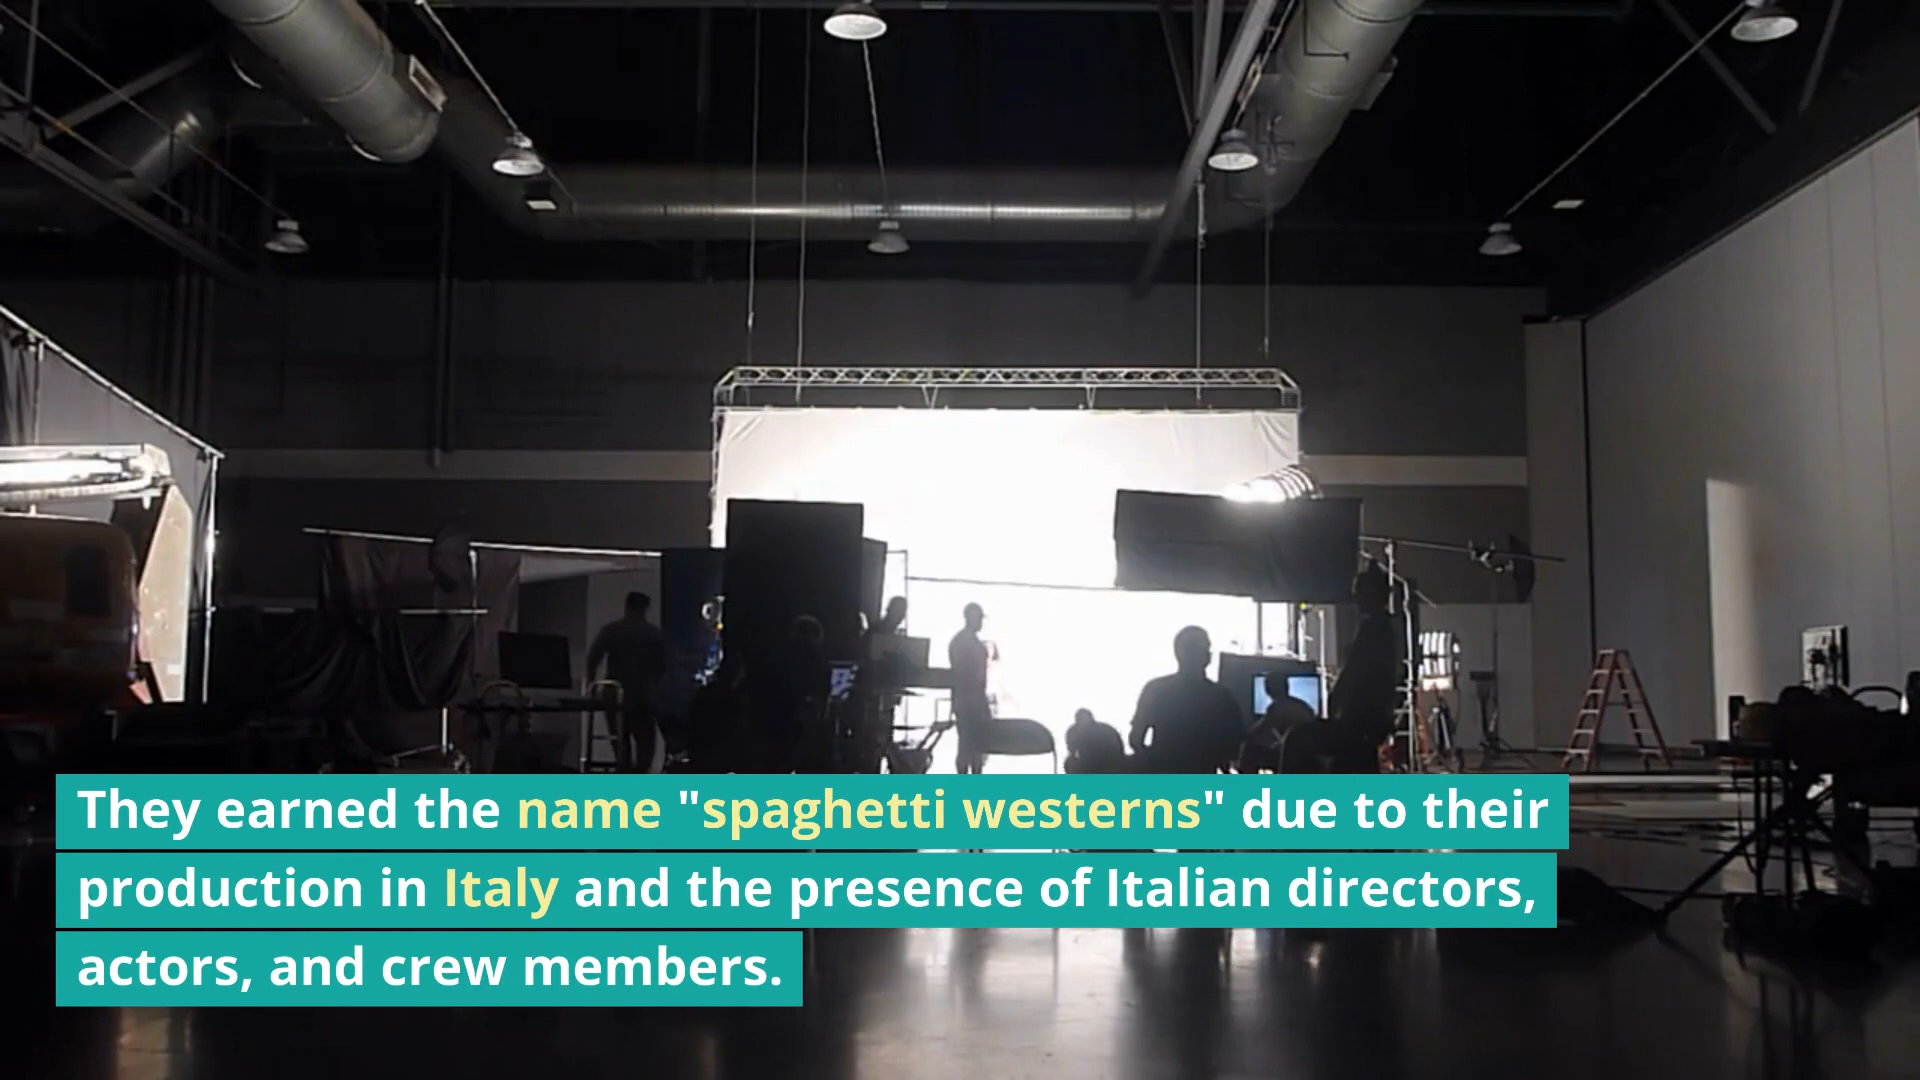 They earned the name "spaghetti westerns" due to their
production in Italy and the presence of Italian directors,
actors, and crew members.